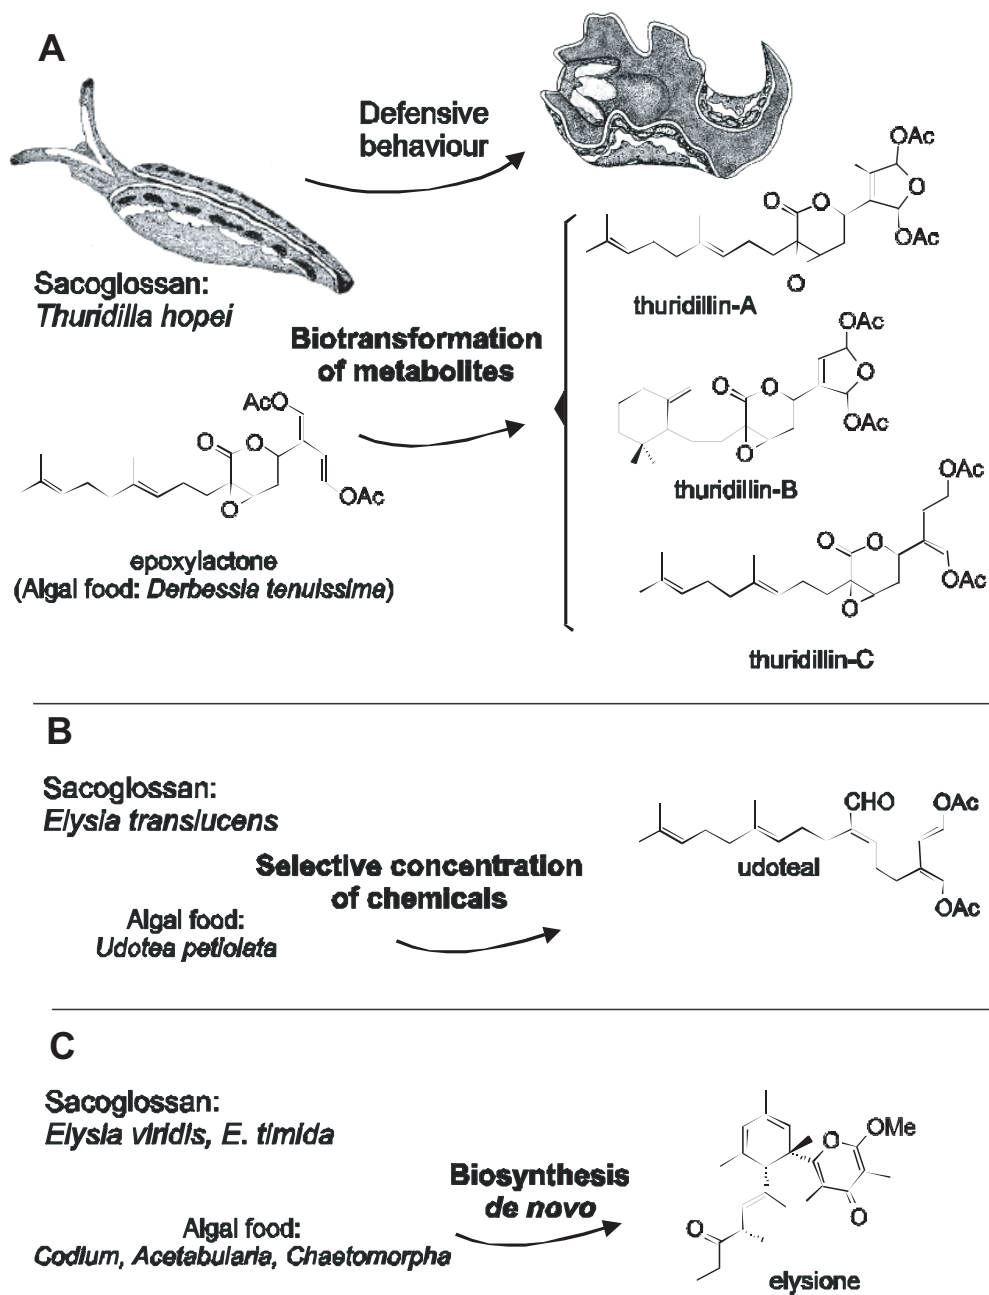 A
Defensive
behaviour
OAc
O
O
O
OAc
O
thuridillin-A
Sacoglossan:
Thuridilla hopei
Biotransformation
of metabolites
OAc
O
O
O
OAc
O
thuridillin-B
AcO
O
O
OAc
O
epoxylactone
(Algal food: Derbessia tenuissima)
OAc
O
O
OAc
O
thuridillin-C
B
Sacoglossan:
Elysia translucens
Selective concentration
of chemicals
Algal food:
Udotea petiolata
CHO
OAc
udoteal
OAc
C
Sacoglossan:
Elysia viridis, E. timida
Biosynthesis
de novo
Algal food:
Codium, Acetabularia, Chaetomorpha
O
OMe
O
O
elysione